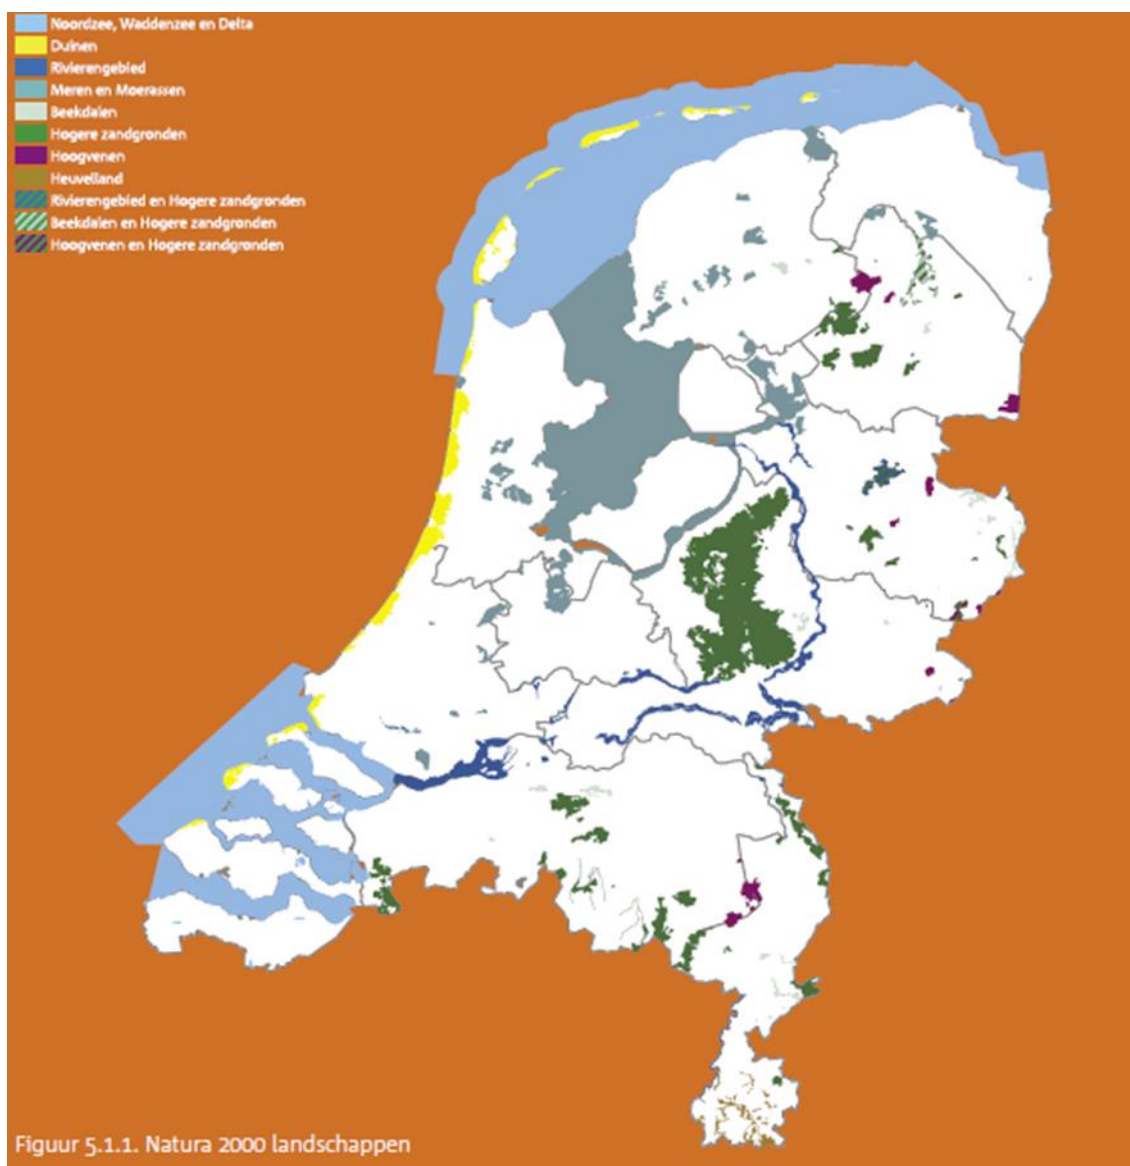 Noordzee, Waddenzee en Delta
Duinen
Rivierengebied
Meren en Moerassen
Beekdalen
Hogere zandgronden
Hoogvenen
Heuvelland
Rivierengebied en Hogere zandgronden
Beekdalen en Hogere zandgronden
Hoogvenen en Hogere zandgronden
Figuur 5.1.1. Natura 2000 landschappen